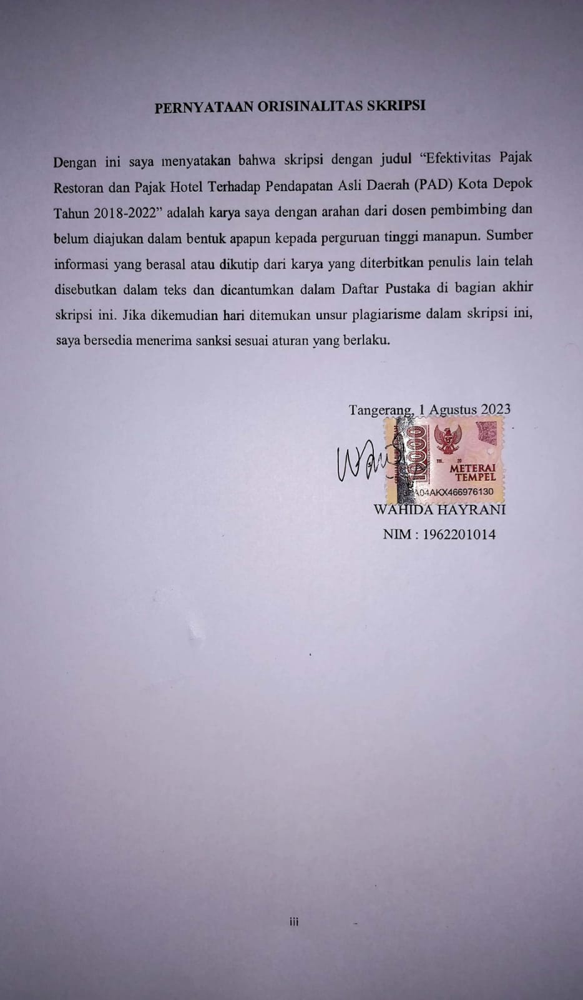 PERNYATAAN ORISINALITAS SKRIPSI
Dengan ini saya menyatakan bahwa skripsi dengan judul “Efektivitas Pajak
Restoran dan Pajak Hotel Terhadap Pendapatan Asli Daerah (PAD) Kota Depok
Tahun 2018-2022” adalah karya saya dengan arahan dari dosen pembimbing dan
belum diajukan dalam bentuk apapun kepada perguruan tinggi manapun. Sumber
informasi yang berasal atau dikutip dari karya yang diterbitkan penulis lain telah
disebutkan dalam teks dan dicantumkan dalam Daftar Pustaka di bagian akhir
skripsi ini. Jika dikemudian hari ditemukan unsur plagiarisme dalam skripsi ini,
saya bersedia menerima sanksi sesuai aturan yang berlaku.
Tangerang, 1 Agustus 2023
10000
TGL. 20
METERAI
TEMPEL
A04AKX466976130
WAHIDA HAYRANI
NIM : 1962201014
iii